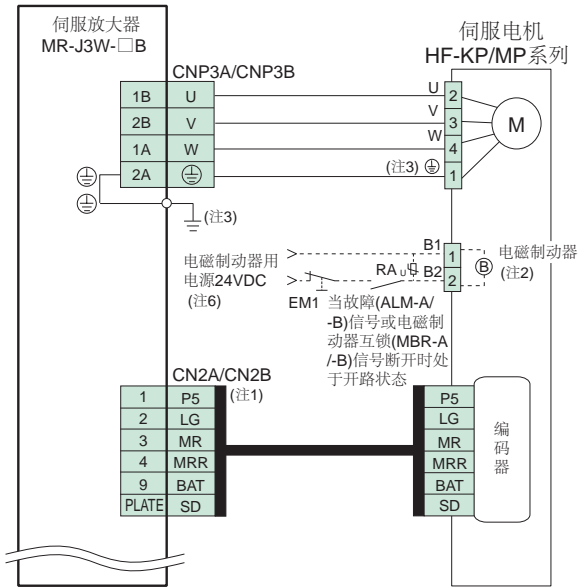 伺服放大器
MR-J3W-□B
伺服电机
HF-KP/MP系列
CNP3A/CNP3B
1B U
2B V
1A W
2A
U 2
V 3
W 4
(注3) 1
M
(注3)
电磁制动器用
电源24VDC
(注6)
EM1
RA
U
B1 1
B2 2
B
电磁制动器
(注2)
当故障(ALM-A/
-B)信号或电磁制
动器互锁(MBR-A
/-B)信号断开时处
于开路状态
CN2A/CN2B
(注1)
1 P5
2 LG
3 MR
4 MRR
9 BAT
PLATE SD
P5
LG
MR
MRR
BAT
SD
编
码
器